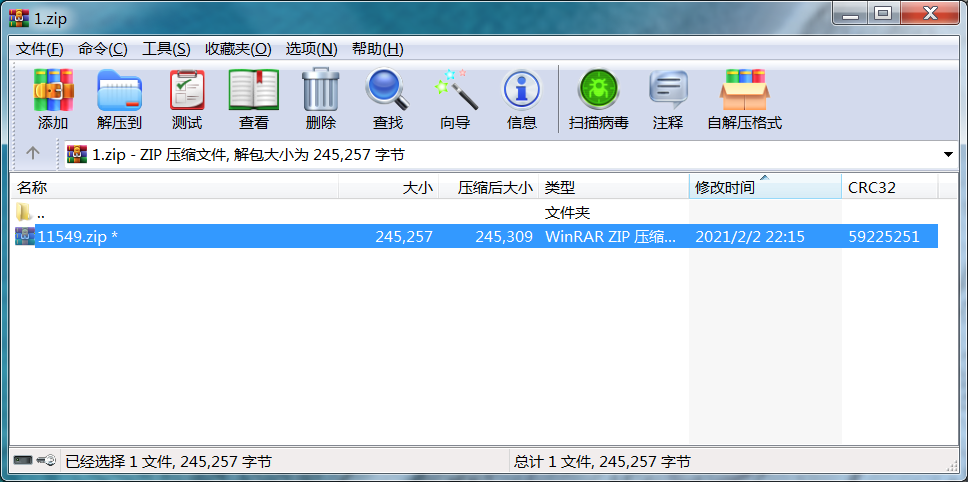 1.zip
文件(F) 命令(C) 工具(S) 收藏夹(O) 选项(N) 帮助(H)
添加 解压到 测试 查看 删除 查找 向导 信息 扫描病毒 注释 自解压格式
1.zip - ZIP 压缩文件, 解包大小为 245,257 字节
名称 大小 压缩后大小 类型 修改时间 CRC32
.. 文件夹
11549.zip * 245,257 245,309 WinRAR ZIP 压缩... 2021/2/2 22:15 59225251
已经选择 1 文件, 245,257 字节 总计 1 文件, 245,257 字节